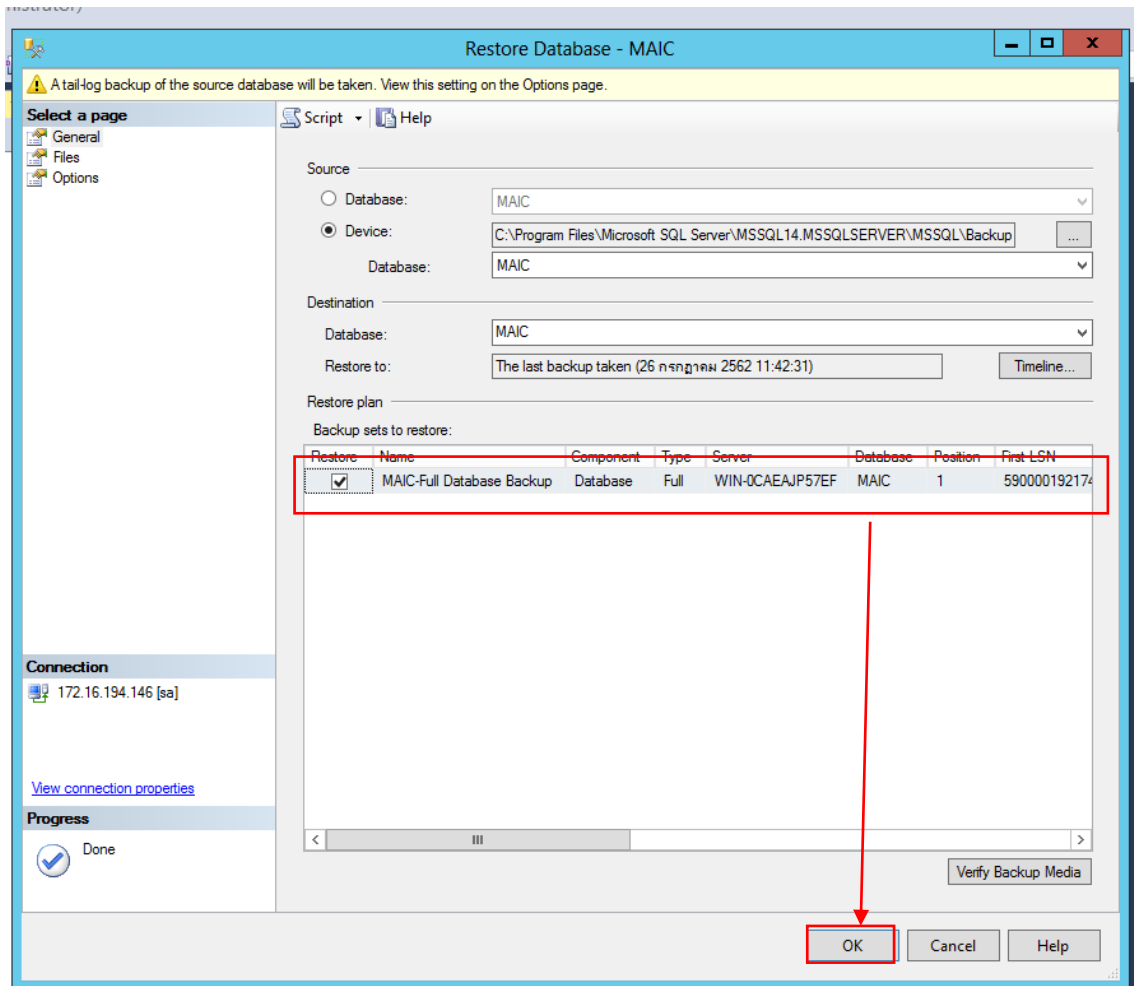 Restore Database - MAIC
A tail-log backup of the source database will be taken. View this setting on the Options page.
Select a page
General
Files
Options
Script
Help
Source
Database:
MAIC
Device:
C:\Program Files\Microsoft SQL Server\MSSQL14.MSSQLSERVER\MSSQL\Backup
...
Database:
MAIC
Destination
Database:
MAIC
Restore to:
The last backup taken (26 กรกฎาคม 2562 11:42:31)
Timeline...
Restore plan
Backup sets to restore:
Restore Name Component Type Server Database Position First LSN
MAIC-Full Database Backup Database Full WIN-0CAEAJP57EF MAIC 1 590000192174
Connection
172.16.194.146 [sa]
View connection properties
Progress
Done
Verify Backup Media
OK
Cancel
Help